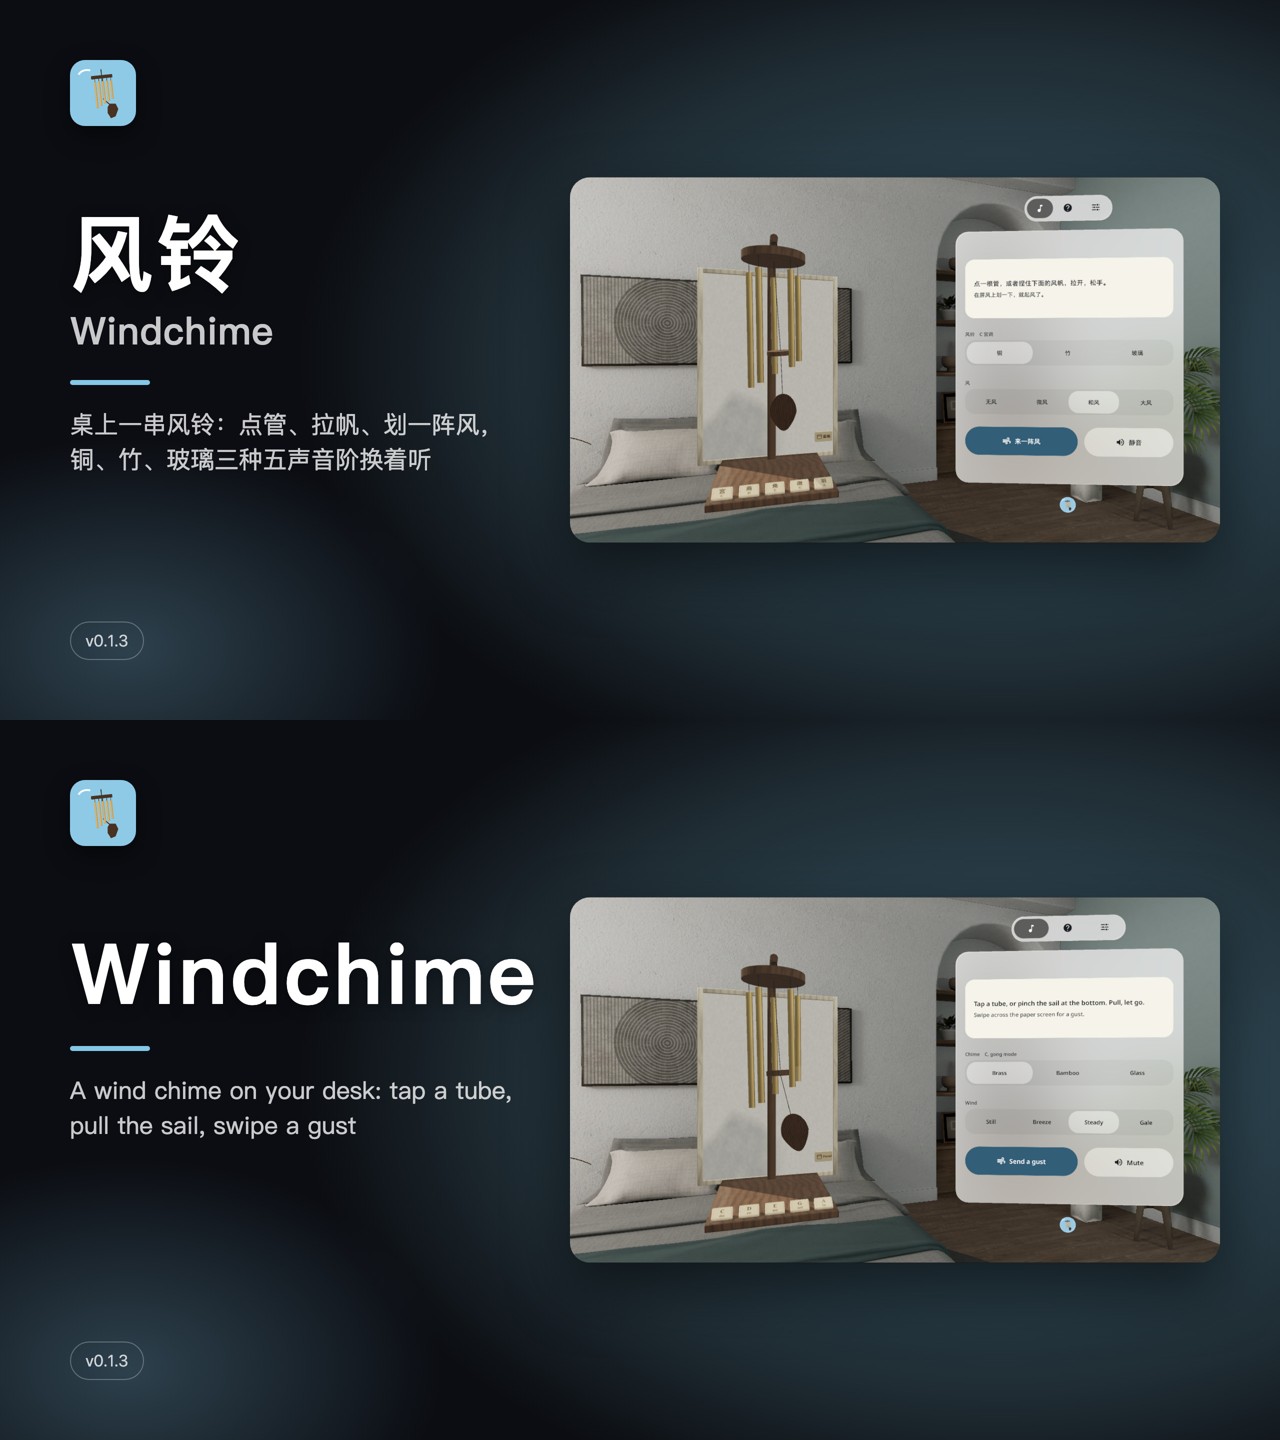 风铃
Windchime
桌上一串风铃：点管、拉帆、划一阵风，
铜、竹、玻璃三种五声音阶换着听
v0.1.3
点一根管，或者捏住下面的风帆，拉开，松手。
在屏风上划一下，就起风了。
铜
竹
玻璃
风
无风
微风
和风
大风
来一阵风
静音
Windchime
A wind chime on your desk: tap a tube,
pull the sail, swipe a gust
v0.1.3
Tap a tube, or pinch the sail at the bottom. Pull, let go.
Swipe across the paper screen for a gust.
Chime C, gong mode
Brass
Bamboo
Glass
Wind
Still
Breeze
Steady
Gale
Send a gust
Mute
C
D
E
G
A